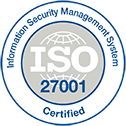 Information Security Management System
ISO
27001
Certified